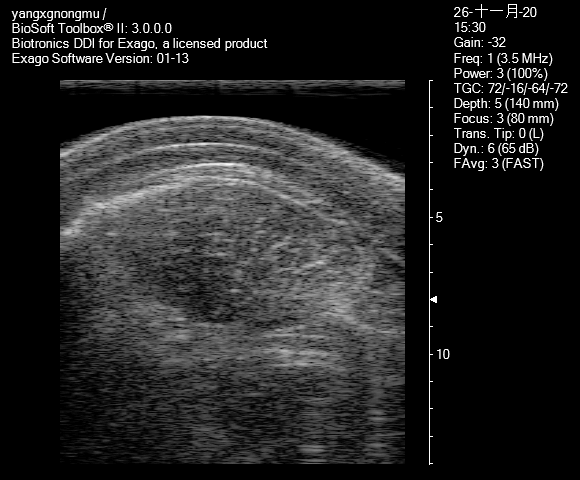 yangxgnongmu /
BioSoft Toolbox® II: 3.0.0.0
Biotronics DDI for Exago, a licensed product
Exago Software Version: 01-13
26-十一月-20
15:30
Gain: -32
Freq: 1 (3.5 MHz)
Power: 3 (100%)
TGC: 72/-16/-64/-72
Depth: 5 (140 mm)
Focus: 3 (80 mm)
Trans. Tip: 0 (L)
Dyn.: 6 (65 dB)
FAvg: 3 (FAST)
5
10